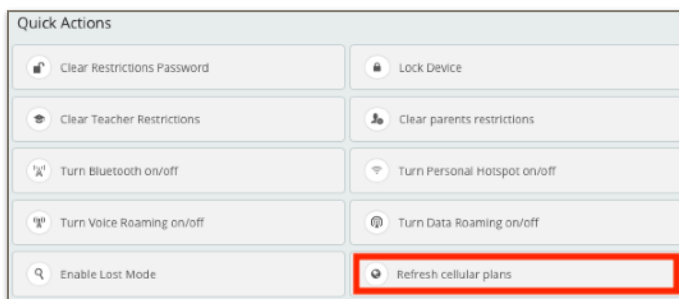 Quick Actions
Clear Restrictions Password
Lock Device
Clear Teacher Restrictions
Clear parents restrictions
Turn Bluetooth on/off
Turn Personal Hotspot on/off
Turn Voice Roaming on/off
Turn Data Roaming on/off
Enable Lost Mode
Refresh cellular plans